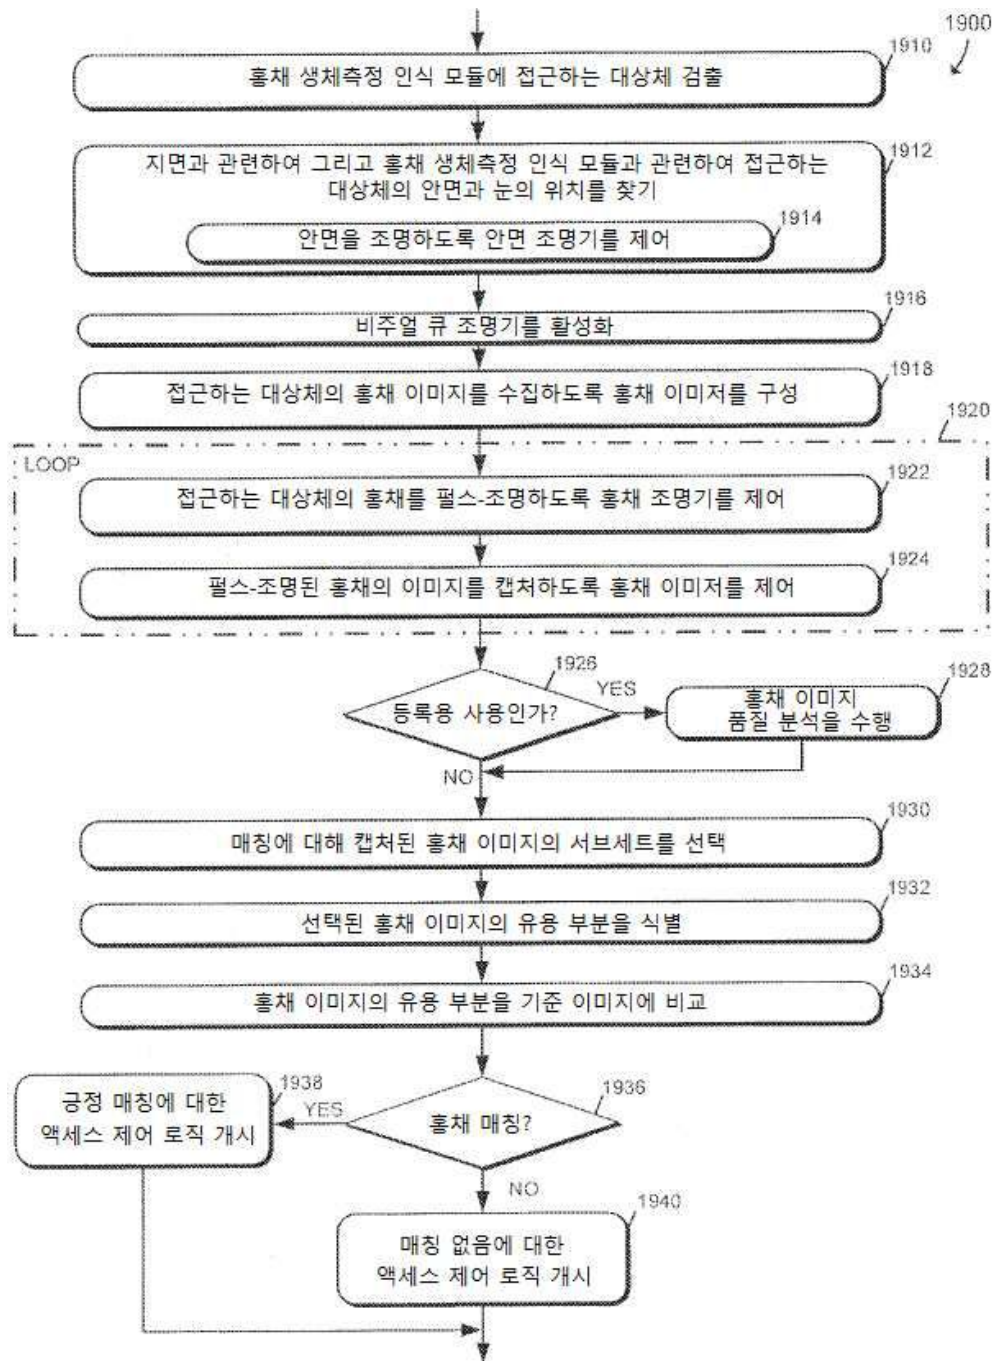 1900
1910
홍채 생체측정 인식 모듈에 접근하는 대상체 검출
1912
지면과 관련하여 그리고 홍채 생체측정 인식 모듈과 관련하여 접근하는
대상체의 안면과 눈의 위치를 찾기
1914
안면을 조명하도록 안면 조명기를 제어
1916
비주얼 큐 조명기를 활성화
1918
접근하는 대상체의 홍채 이미지를 수집하도록 홍채 이미저를 구성
1920
LOOP
1922
접근하는 대상체의 홍채를 펄스-조명하도록 홍채 조명기를 제어
1924
펄스-조명된 홍채의 이미지를 캡처하도록 홍채 이미저를 제어
1926
등록용 사용인가?
YES
1928
홍채 이미지
품질 분석을 수행
NO
1930
매칭에 대해 캡처된 홍채 이미지의 서브세트를 선택
1932
선택된 홍채 이미지의 유용 부분을 식별
1934
홍채 이미지의 유용 부분을 기준 이미지에 비교
1936
홍채 매칭?
YES
1938
긍정 매칭에 대한
액세스 제어 로직 개시
NO
1940
매칭 없음에 대한
액세스 제어 로직 개시